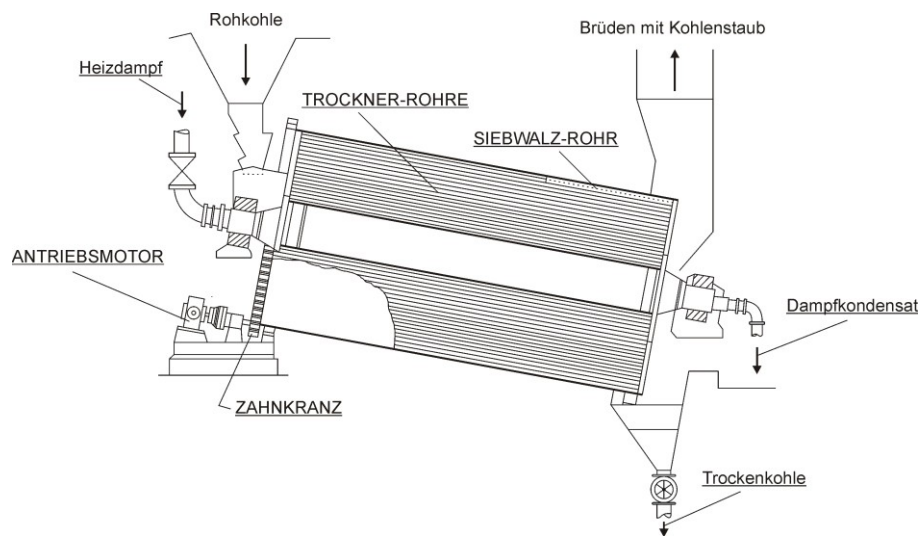 Rohkohle
Brüden mit Kohlenstaub
Heizdampf
TROCKNER-ROHRE
SIEBWALZ-ROHR
ANTRIEBSMOTOR
Dampfkondensat
ZAHNKRANZ
Trockenkohle